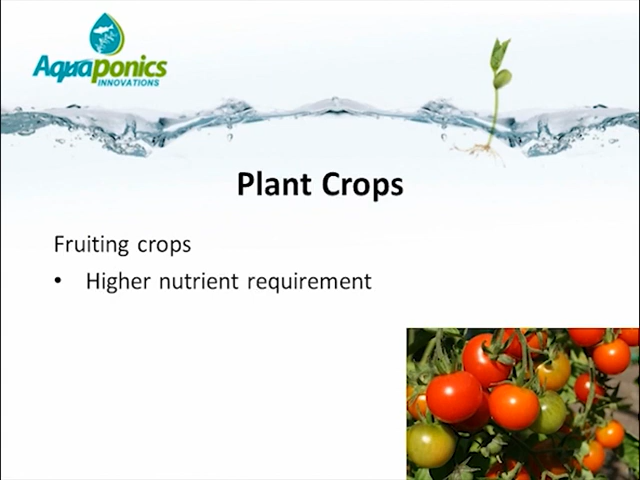 Aquaponics
INNOVATIONS
Plant Crops
Fruiting crops
• Higher nutrient requirement